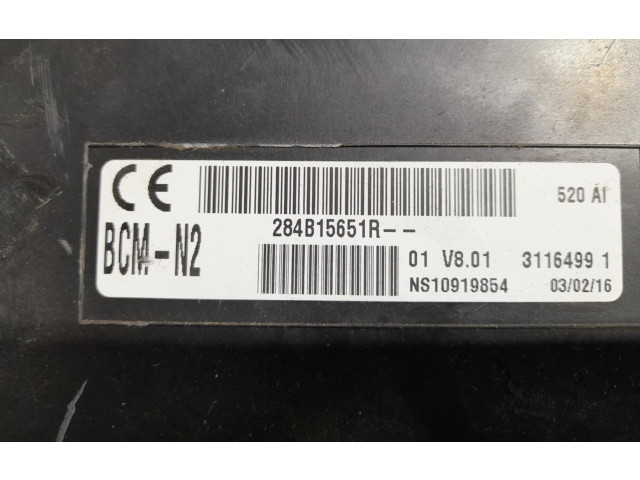 CE
520 AI
284B15651R--
BCM-N2
01 V8.01 3116499 1
NS10919854 03/02/16